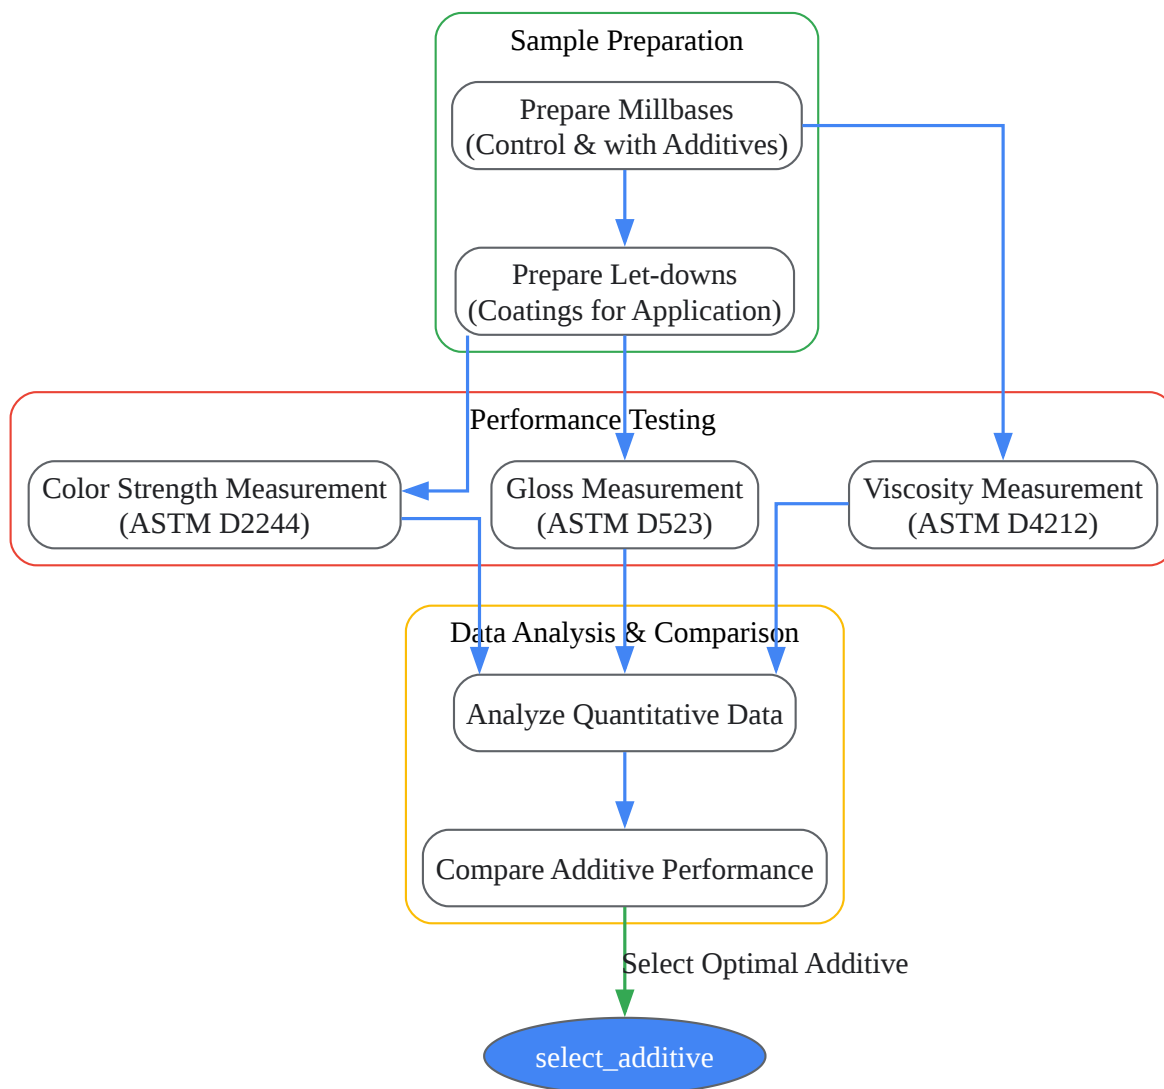 Sample Preparation
Prepare Millbases
(Control & with Additives)
Prepare Let-downs
(Coatings for Application)
Performance Testing
Color Strength Measurement
(ASTM D2244)
Gloss Measurement
(ASTM D523)
Viscosity Measurement
(ASTM D4212)
Data Analysis & Comparison
Analyze Quantitative Data
Compare Additive Performance
Select Optimal Additive
select_additive